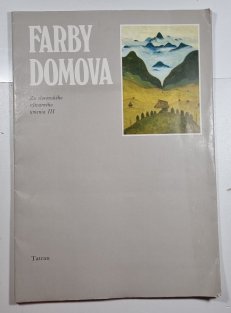 FARBY
DOMOVA
Zo slovenského
výtvarného
umenia III
Tatran